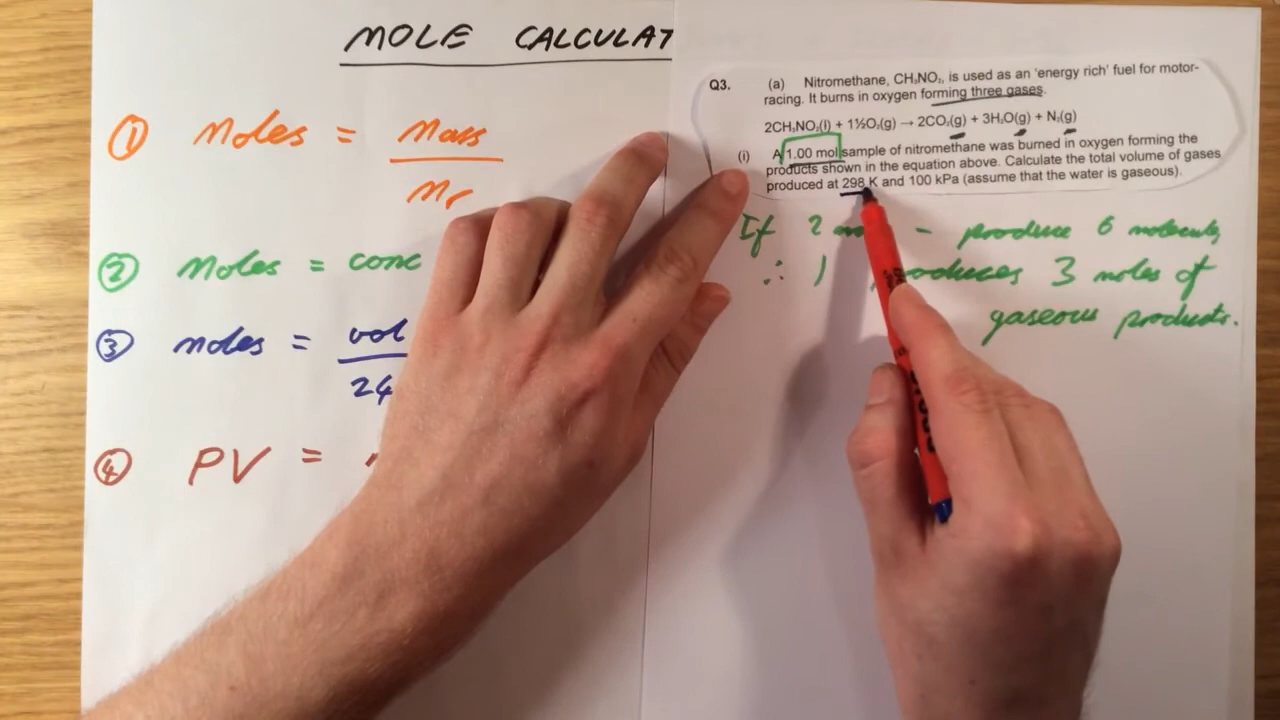 MOLE CALCULAT
① Moles = Mass
Mr
② Moles = conc
③ moles = vol
24
④ PV =
Q3. (a) Nitromethane, CH₃NO₂, is used as an 'energy rich' fuel for motor-
racing. It burns in oxygen forming three gases.
2CH₃NO₂(l) + 1½O₂(g) → 2CO₂(g) + 3H₂O(g) + N₂(g)
(i) A 1.00 mol sample of nitromethane was burned in oxygen forming the
products shown in the equation above. Calculate the total volume of gases
produced at 298 K and 100 kPa (assume that the water is gaseous).
If 2 – produce 6
∴ 1 produces 3 moles of
gaseous products.